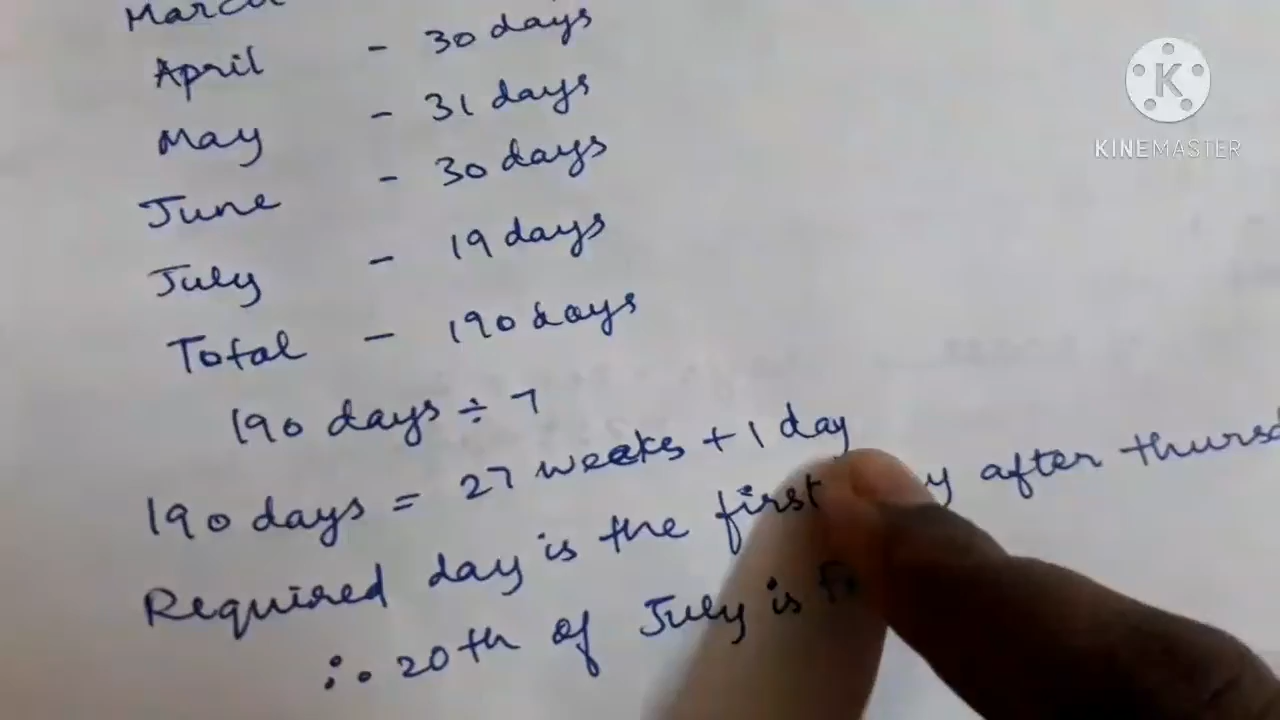 April - 30 days
May - 31 days
June - 30 days
July - 19 days
Total - 190 days
190 days ÷ 7
190 days = 27 weeks + 1 day
Required day is the first after
∴ 20th of July is
K
KINEMASTER